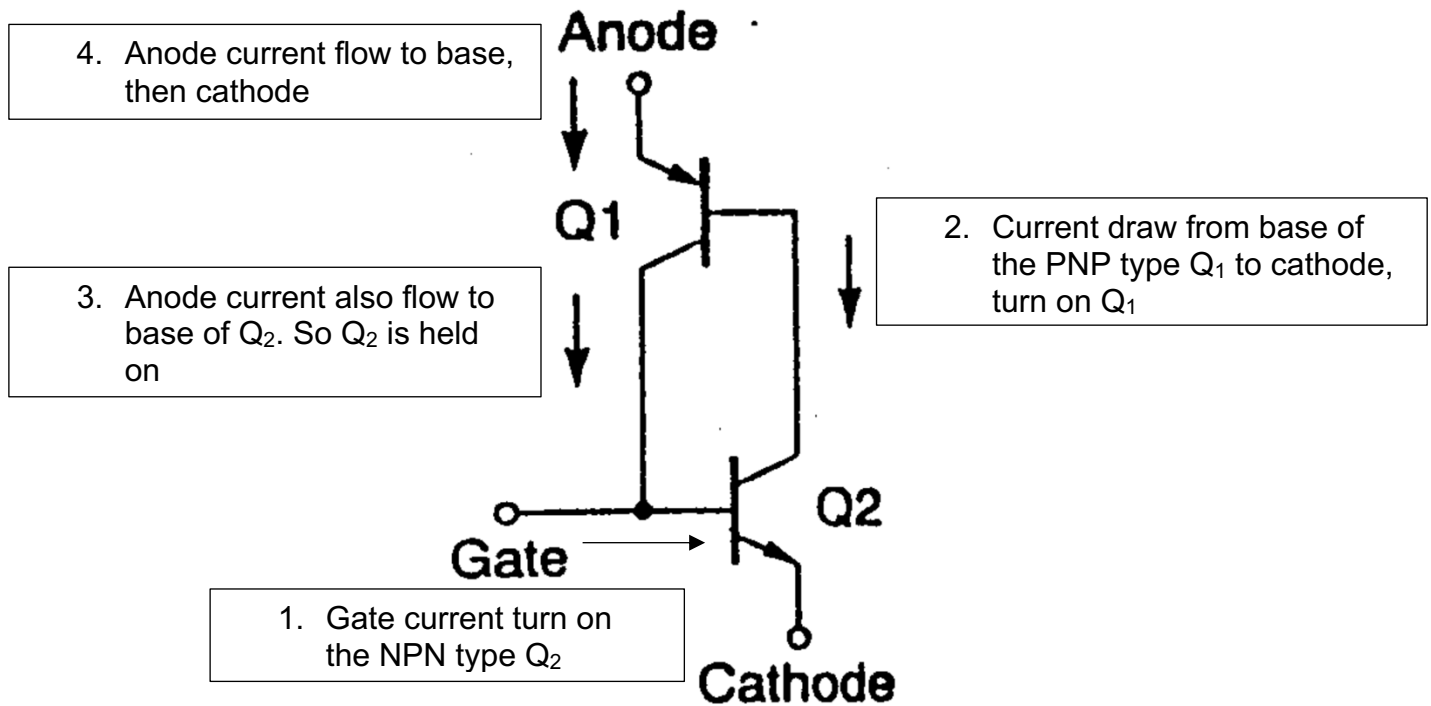 4. Anode current flow to base,
then cathode
Anode
Q1
2. Current draw from base of
the PNP type Q₁ to cathode,
turn on Q₁
3. Anode current also flow to
base of Q₂. So Q₂ is held
on
Q2
Gate
1. Gate current turn on
the NPN type Q₂
Cathode